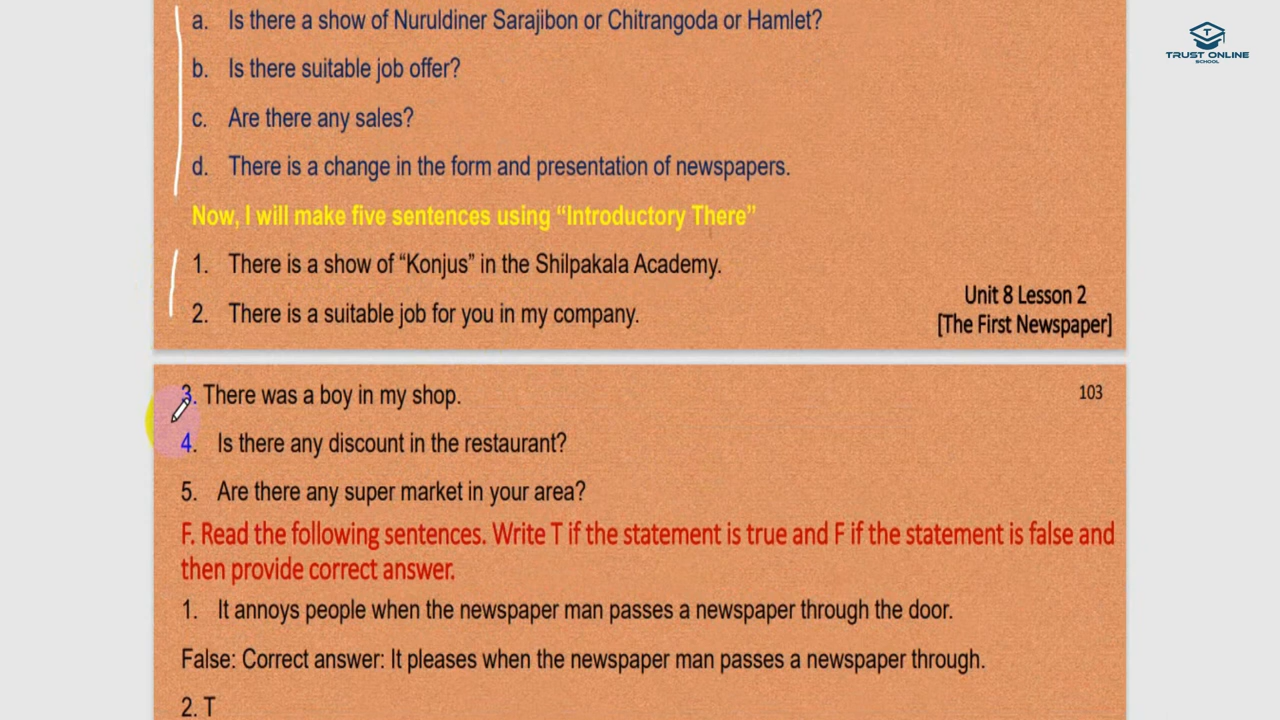 a. Is there a show of Nuruldiner Sarajibon or Chitrangoda or Hamlet?
T
TRUST ONLINE
SCHOOL
b. Is there suitable job offer?
c. Are there any sales?
d. There is a change in the form and presentation of newspapers.
Now, I will make five sentences using “Introductory There”
1. There is a show of “Konjus” in the Shilpakala Academy.
2. There is a suitable job for you in my company.
Unit 8 Lesson 2
[The First Newspaper]
3. There was a boy in my shop.
103
4. Is there any discount in the restaurant?
5. Are there any super market in your area?
F. Read the following sentences. Write T if the statement is true and F if the statement is false and
then provide correct answer.
1. It annoys people when the newspaper man passes a newspaper through the door.
False: Correct answer: It pleases when the newspaper man passes a newspaper through.
2. T